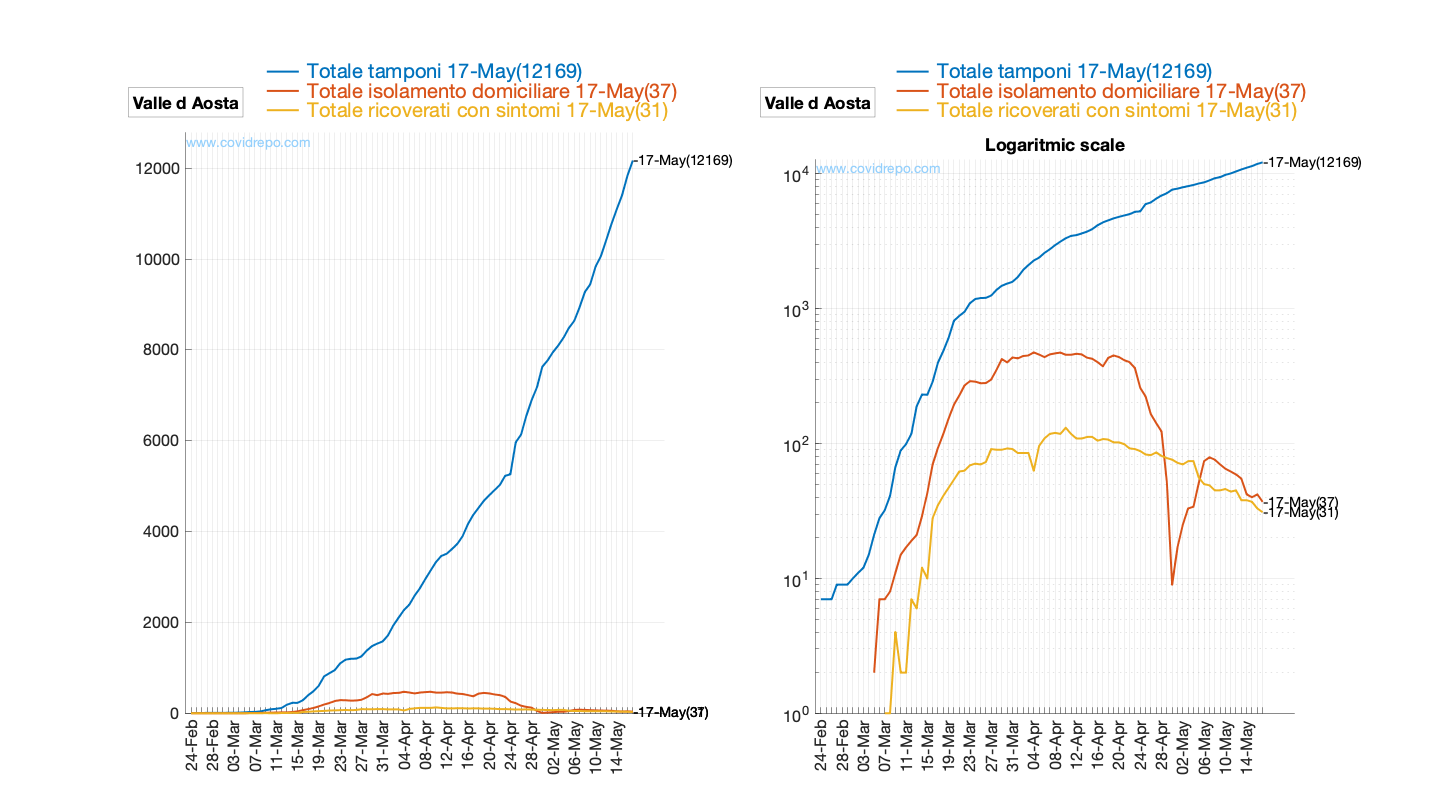 Totale tamponi 17-May(12169)
Totale isolamento domiciliare 17-May(37)
Totale ricoverati con sintomi 17-May(31)
Valle d Aosta
www.covidrepo.com
12000
10000
8000
6000
4000
2000
0
-17-May(12169)
-17-May(37)
24-Feb
28-Feb
03-Mar
07-Mar
11-Mar
15-Mar
19-Mar
23-Mar
27-Mar
31-Mar
04-Apr
08-Apr
12-Apr
16-Apr
20-Apr
24-Apr
28-Apr
02-May
06-May
10-May
14-May
Totale tamponi 17-May(12169)
Totale isolamento domiciliare 17-May(37)
Totale ricoverati con sintomi 17-May(31)
Valle d Aosta
Logaritmic scale
www.covidrepo.com
10^4
10^3
10^2
10^1
10^0
-17-May(12169)
-17-May(37)
-17-May(31)
24-Feb
28-Feb
03-Mar
07-Mar
11-Mar
15-Mar
19-Mar
23-Mar
27-Mar
31-Mar
04-Apr
08-Apr
12-Apr
16-Apr
20-Apr
24-Apr
28-Apr
02-May
06-May
10-May
14-May